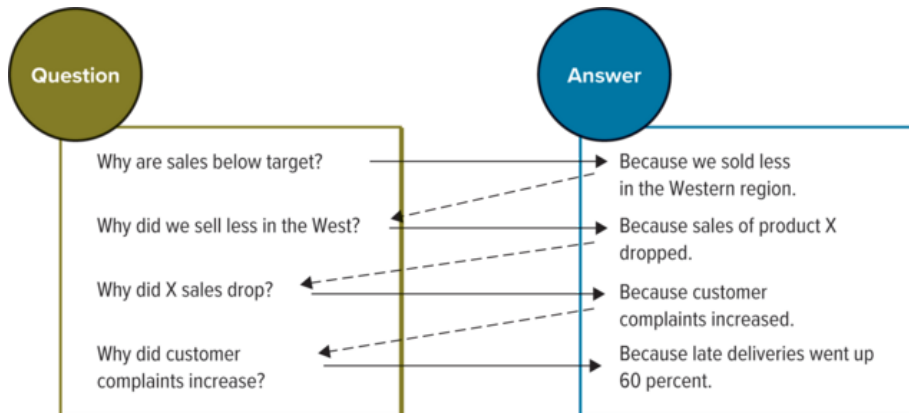 Question
Answer
Why are sales below target?
Because we sold less
in the Western region.
Why did we sell less in the West?
Because sales of product X
dropped.
Why did X sales drop?
Because customer
complaints increased.
Why did customer
complaints increase?
Because late deliveries went up
60 percent.